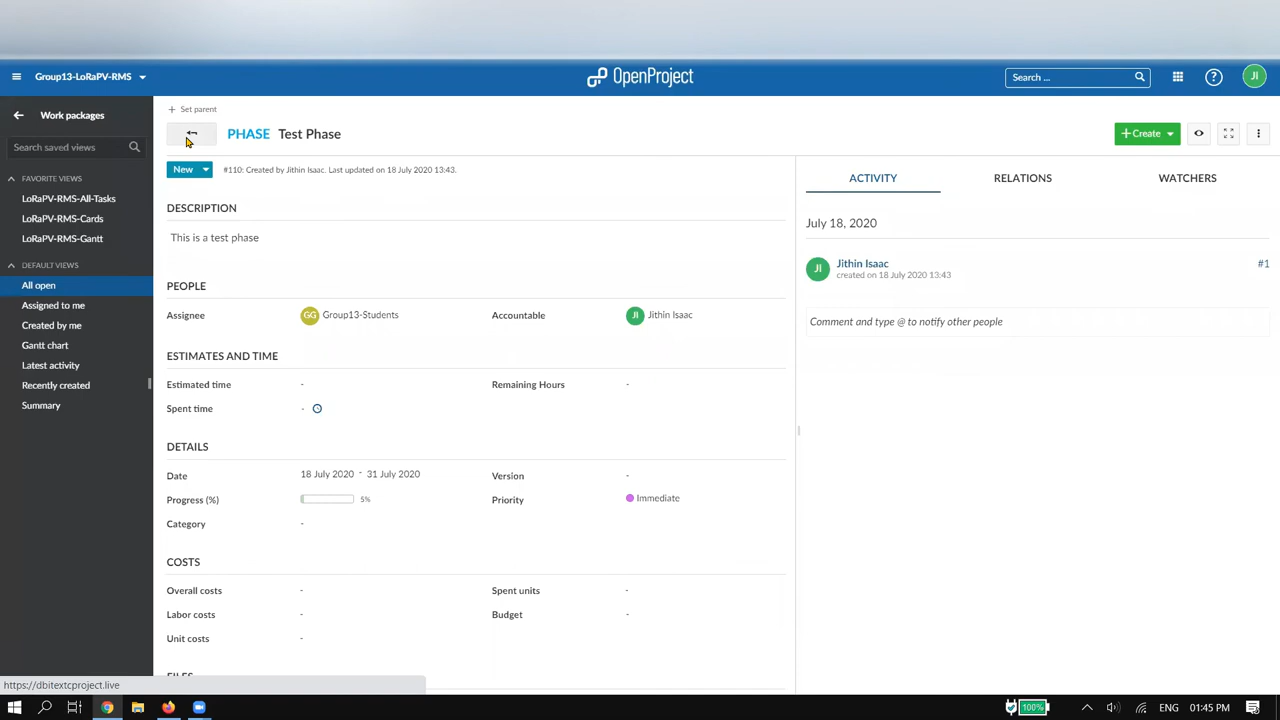 Group13-LoRaPV-RMS
OpenProject
Search ...
?
JI
Work packages
Search saved views
FAVORITE VIEWS
LoRaPV-RMS-All-Tasks
LoRaPV-RMS-Cards
LoRaPV-RMS-Gantt
DEFAULT VIEWS
All open
Assigned to me
Created by me
Gantt chart
Latest activity
Recently created
Summary
+ Set parent
PHASE Test Phase
+ Create
New
#110: Created by Jithin Isaac. Last updated on 18 July 2020 13:43.
DESCRIPTION
This is a test phase
PEOPLE
Assignee GG Group13-Students Accountable JI Jithin Isaac
ESTIMATES AND TIME
Estimated time - Remaining Hours -
Spent time -
DETAILS
Date 18 July 2020 - 31 July 2020 Version -
Progress (%) 5% Priority Immediate
Category -
COSTS
Overall costs - Spent units -
Labor costs - Budget -
Unit costs -
FILES
ACTIVITY RELATIONS WATCHERS
July 18, 2020
JI Jithin Isaac #1
created on 18 July 2020 13:43
Comment and type @ to notify other people
https://dbitextcproject.live
100% ENG 01:45 PM